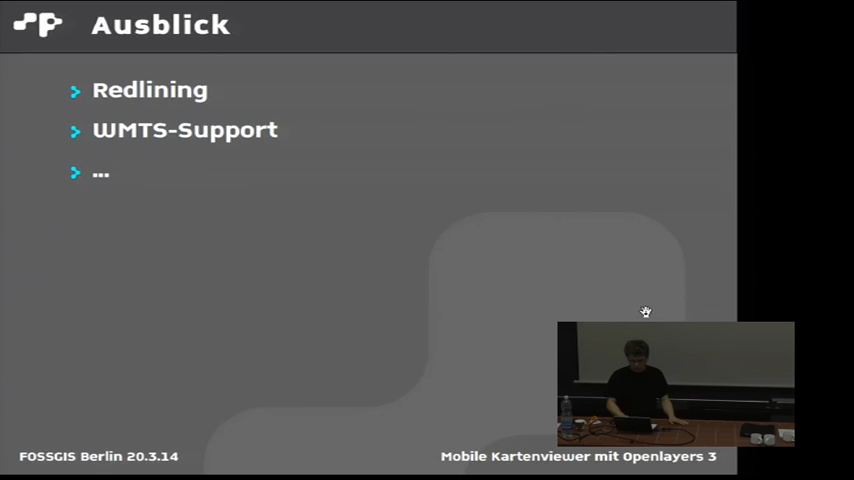 Ausblick
Redlining
WMTS-Support
...
FOSSGIS Berlin 20.3.14
Mobile Kartenviewer mit Openlayers 3